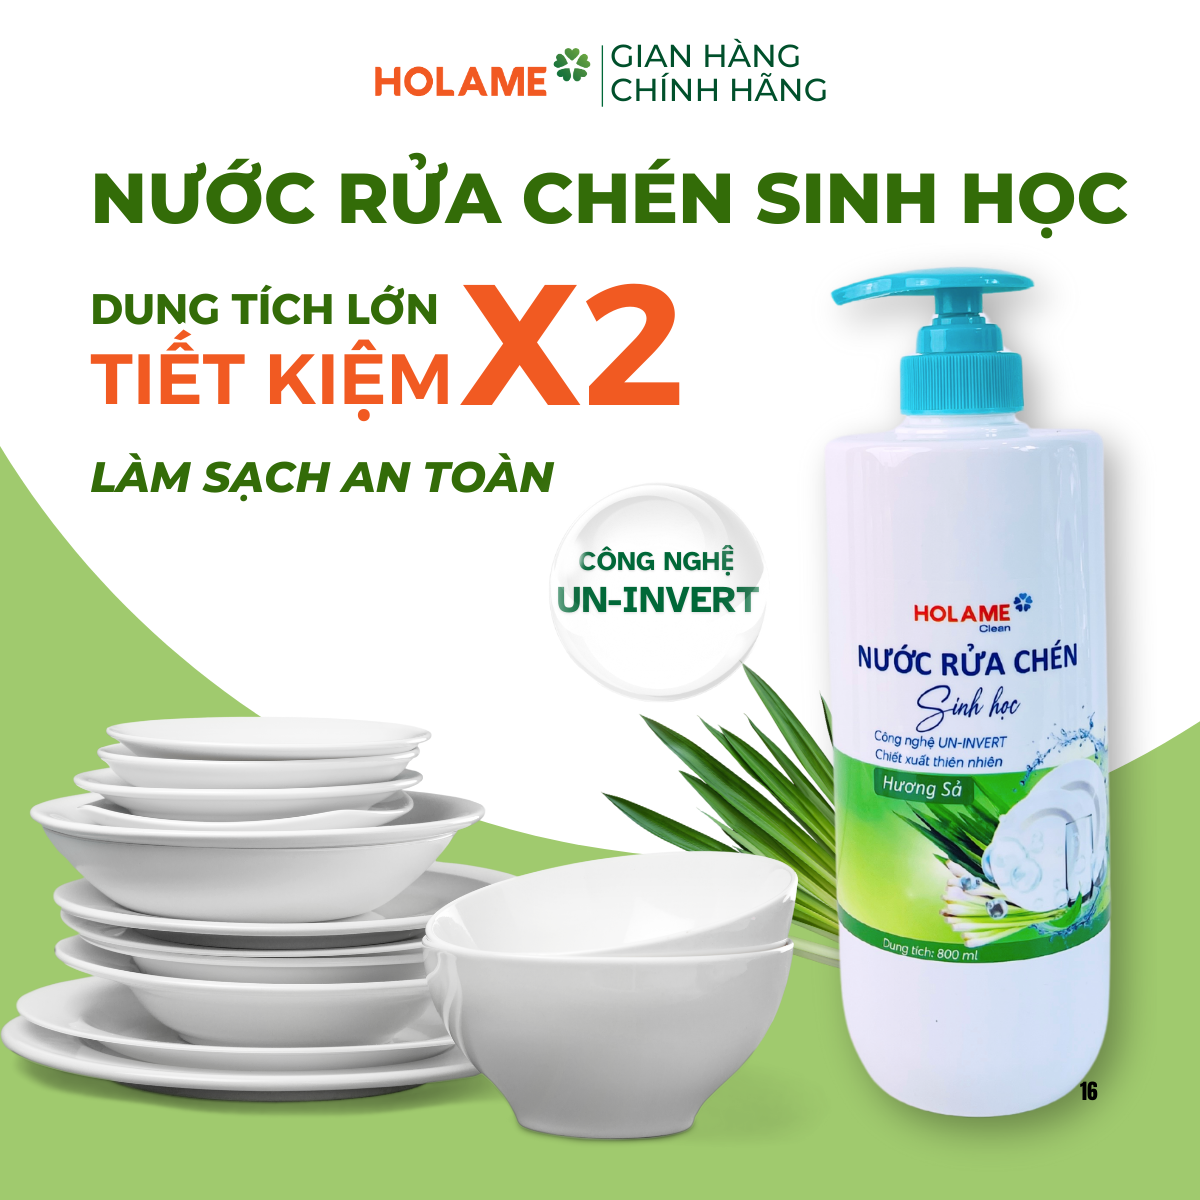 HOLAME
GIAN HÀNG
CHÍNH HÃNG
NƯỚC RỬA CHÉN SINH HỌC
DUNG TÍCH LỚN
TIẾT KIỆM X2
LÀM SẠCH AN TOÀN
CÔNG NGHỆ
UN-INVERT
HOLAME
Clean
NƯỚC RỬA CHÉN
Sinh học
Công nghệ UN-INVERT
Chiết xuất thiên nhiên
Hương Sả
Dung tích: 800 ml
16